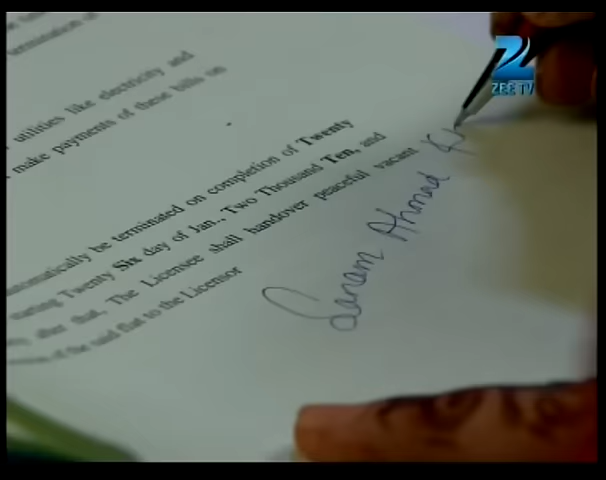 utilities like electricity and
make payments of these bills on
automatically be terminated on completion of Twenty
Twenty Six day of Jan., Two Thousand Ten, and
after that, The Licensee shall handover peaceful vacant
of the said flat to the Licensor
Sanam Ahmad
ZEE TV